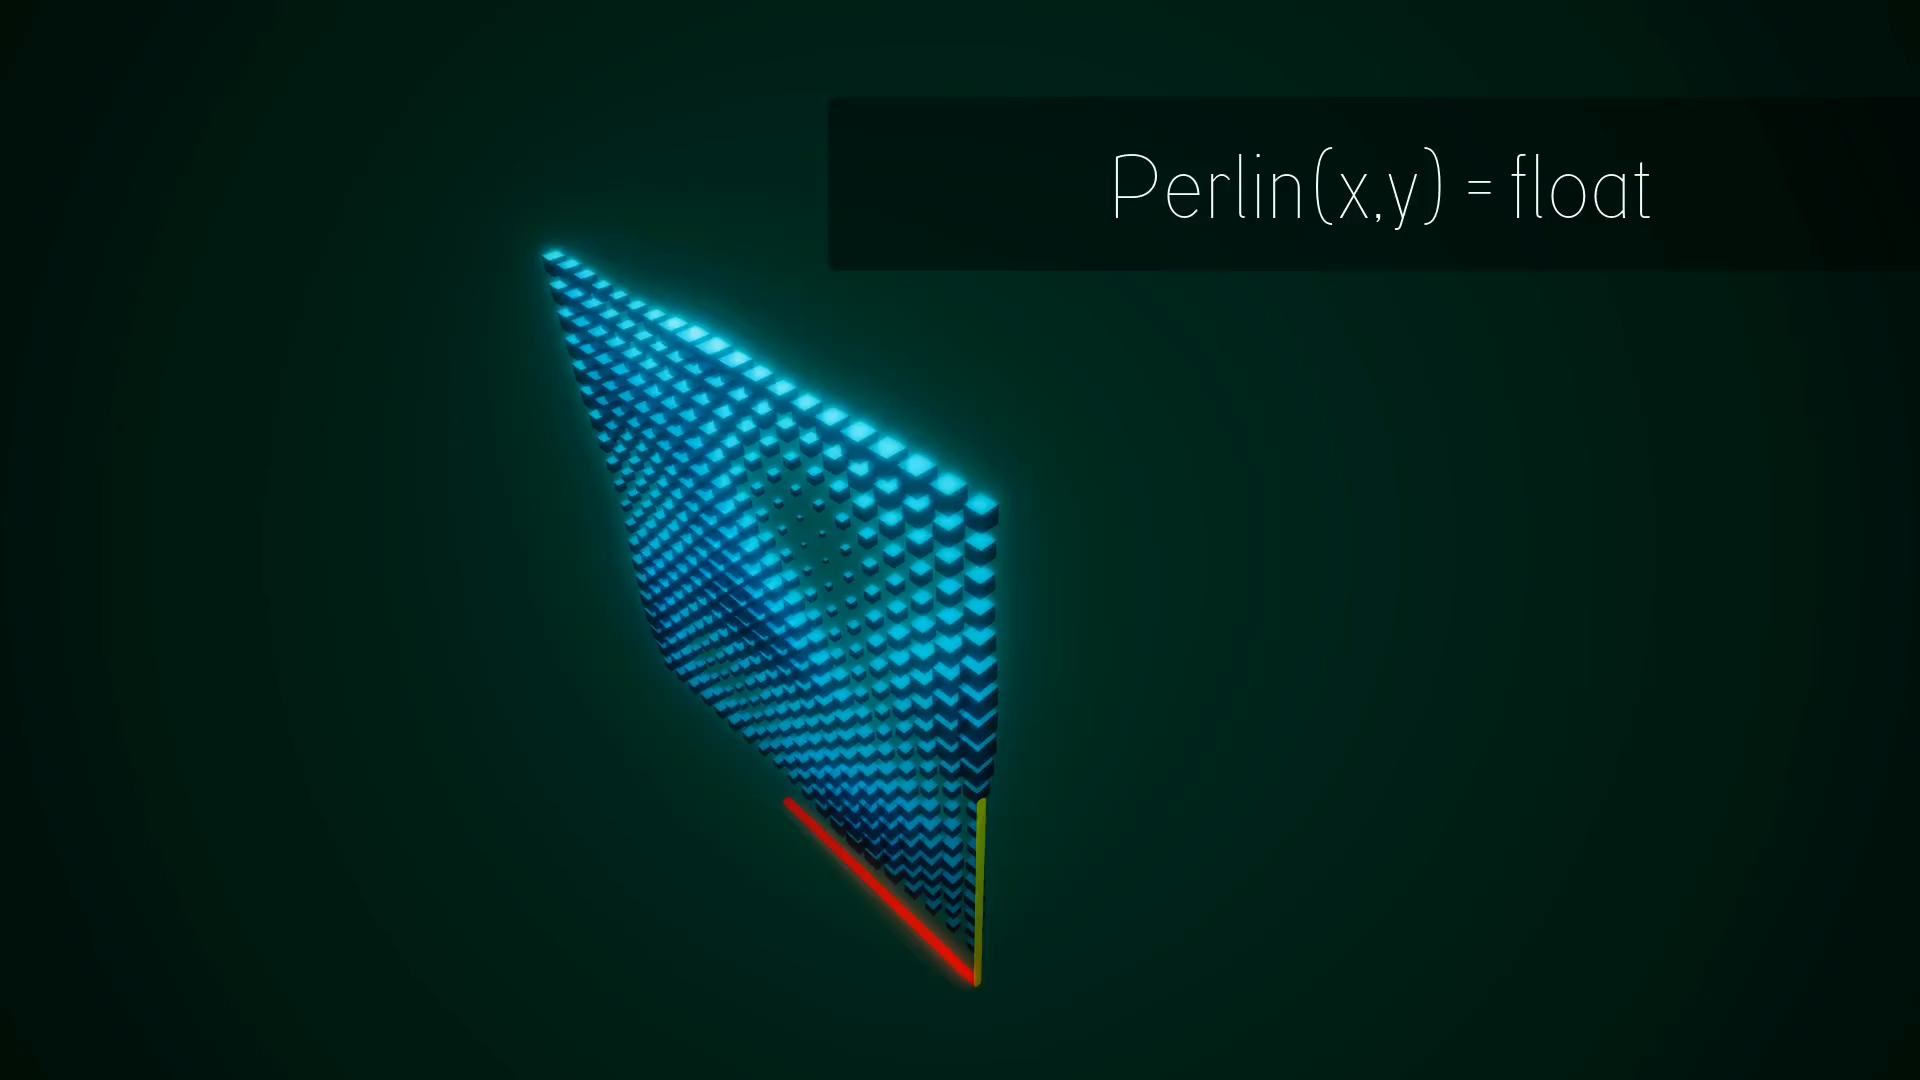 Perlin(x,y) = float